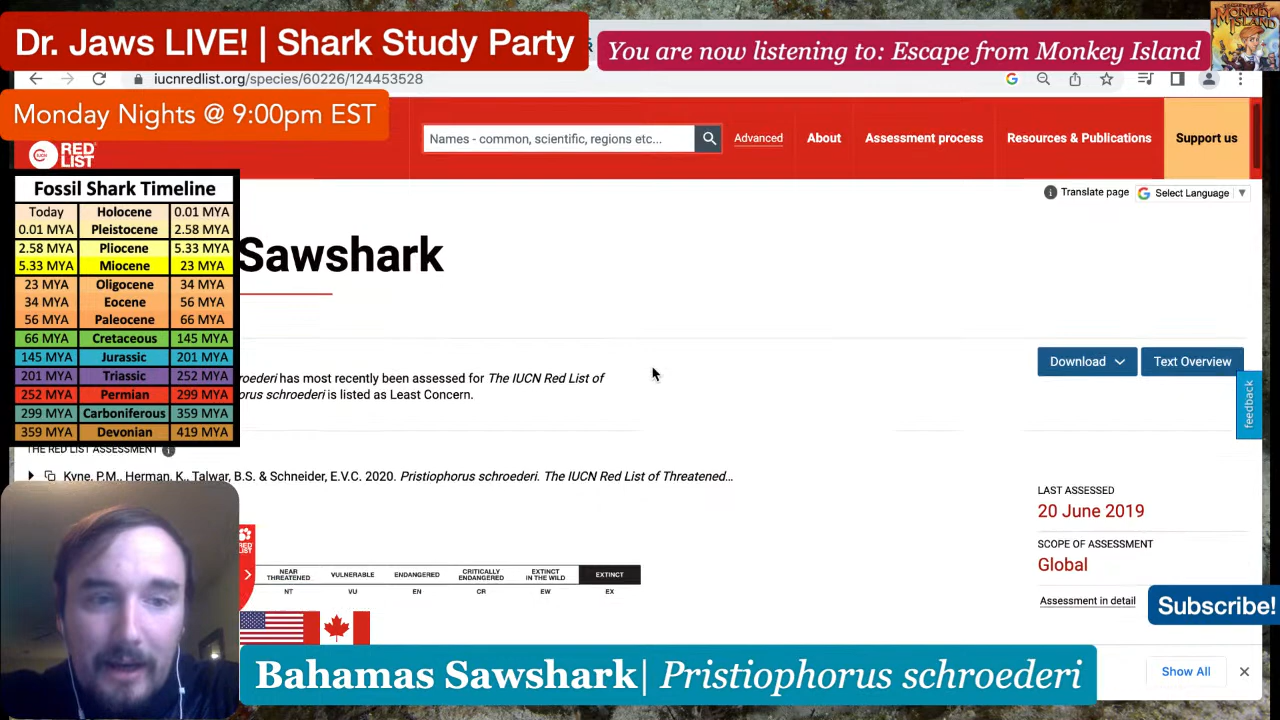 Dr. Jaws LIVE! | Shark Study Party
You are now listening to: Escape from Monkey Island
MONKEY ISLAND
iucnredlist.org/species/60226/124453528
Monday Nights @ 9:00pm EST
IUCN
RED LIST
Names - common, scientific, regions etc...
Advanced
About
Assessment process
Resources & Publications
Support us
Translate page
Select Language
Fossil Shark Timeline
Today Holocene 0.01 MYA
0.01 MYA Pleistocene 2.58 MYA
2.58 MYA Pliocene 5.33 MYA
5.33 MYA Miocene 23 MYA
23 MYA Oligocene 34 MYA
34 MYA Eocene 56 MYA
56 MYA Paleocene 66 MYA
66 MYA Cretaceous 145 MYA
145 MYA Jurassic 201 MYA
201 MYA Triassic 252 MYA
252 MYA Permian 299 MYA
299 MYA Carboniferous 359 MYA
359 MYA Devonian 419 MYA
Sawshark
Download
Text Overview
roederi has most recently been assessed for The IUCN Red List of
orus schroederi is listed as Least Concern.
feedback
THE RED LIST ASSESSMENT
Kyne, P.M., Herman, K., Talwar, B.S. & Schneider, E.V.C. 2020. Pristiophorus schroederi. The IUCN Red List of Threatened...
LAST ASSESSED
20 June 2019
SCOPE OF ASSESSMENT
Global
Assessment in detail
RED
LIST
NEAR THREATENED
VULNERABLE
ENDANGERED
CRITICALLY ENDANGERED
EXTINCT IN THE WILD
EXTINCT
NT VU EN CR EW EX
Subscribe!
Bahamas Sawshark| Pristiophorus schroederi
Show All